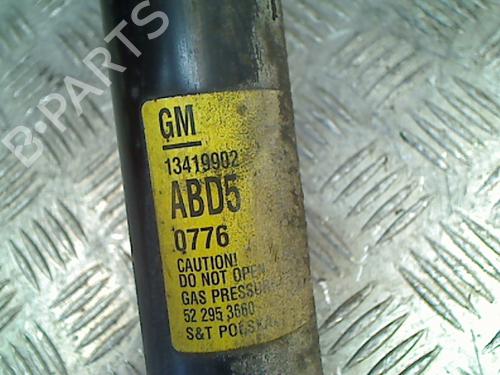 B-PARTS
GM
13419902
ABD5
0776
CAUTION!
DO NOT OPEN
GAS PRESSURE
52 295 3660
S&T POLSKA